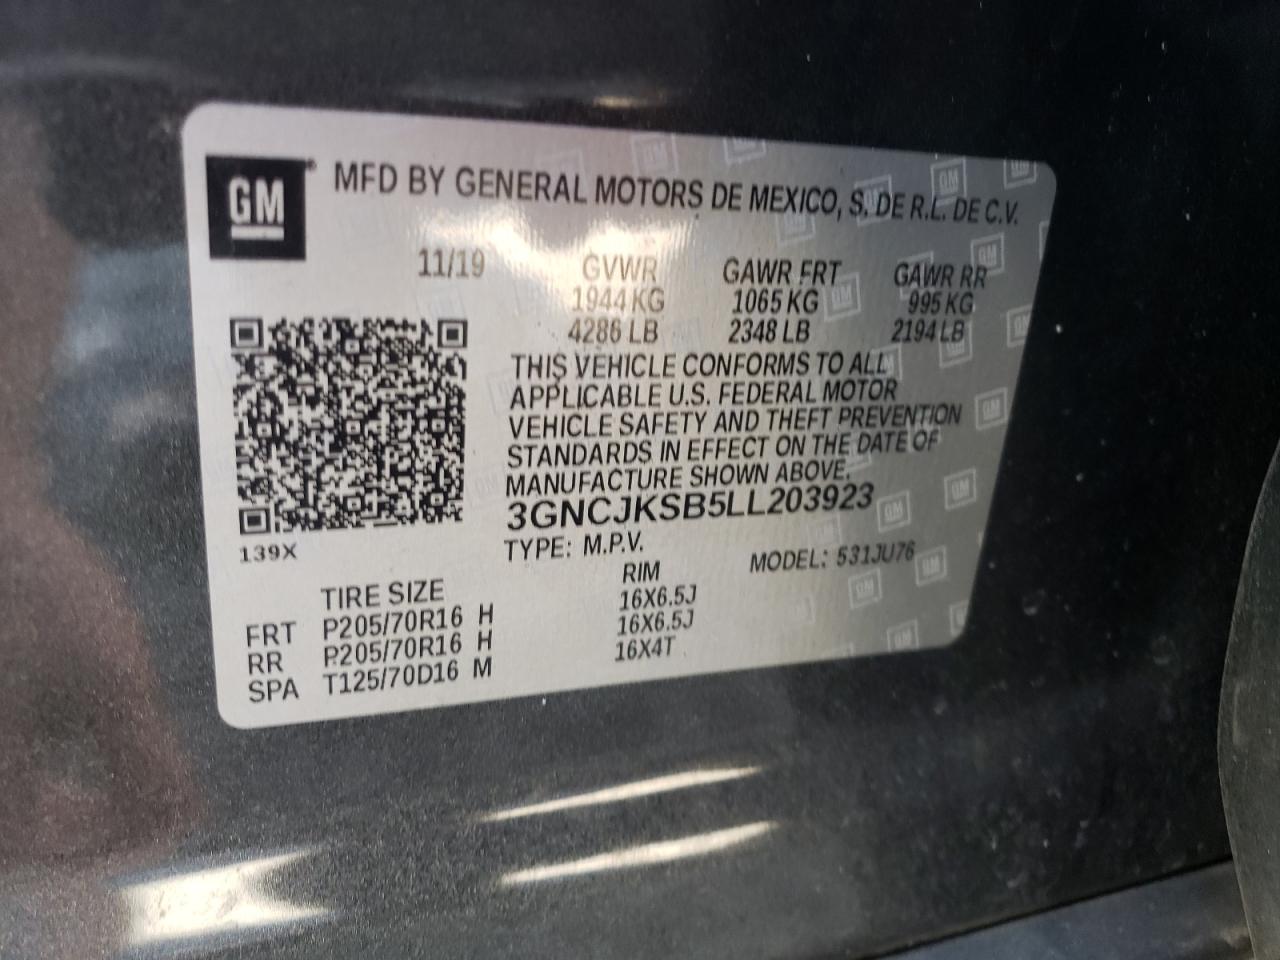 GM ® MFD BY GENERAL MOTORS DE MEXICO, S. DE R.L. DE C.V.
11/19 GVWR GAWR FRT GAWR RR
1944 KG 1065 KG 995 KG
4286 LB 2348 LB 2194 LB
THIS VEHICLE CONFORMS TO ALL
APPLICABLE U.S. FEDERAL MOTOR
VEHICLE SAFETY AND THEFT PREVENTION
STANDARDS IN EFFECT ON THE DATE OF
MANUFACTURE SHOWN ABOVE.
3GNCJKSB5LL203923
139X TYPE: M.P.V. MODEL: 531JU76
TIRE SIZE RIM
FRT P205/70R16 H 16X6.5J
RR P205/70R16 H 16X6.5J
SPA T125/70D16 M 16X4T